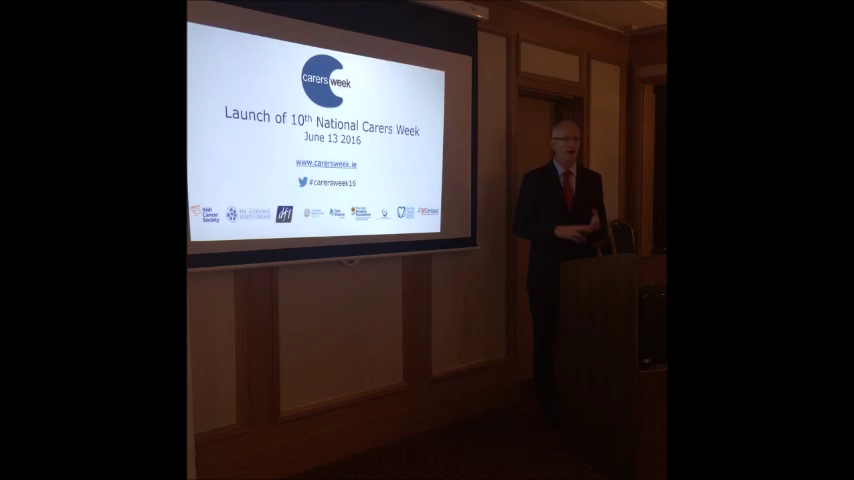 carers week
Launch of 10th National Carers Week
June 13 2016
www.carersweek.ie
#carersweek16
Irish
Cancer
Society